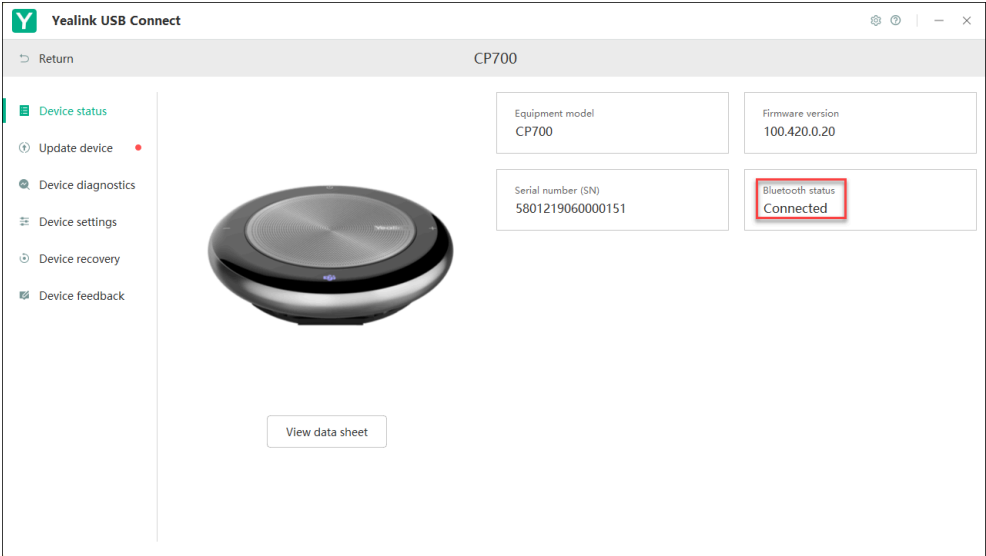 Yealink USB Connect
Return
CP700
Device status
Update device
Device diagnostics
Device settings
Device recovery
Device feedback
Yealink
View data sheet
Equipment model
CP700
Firmware version
100.420.0.20
Serial number (SN)
5801219060000151
Bluetooth status
Connected